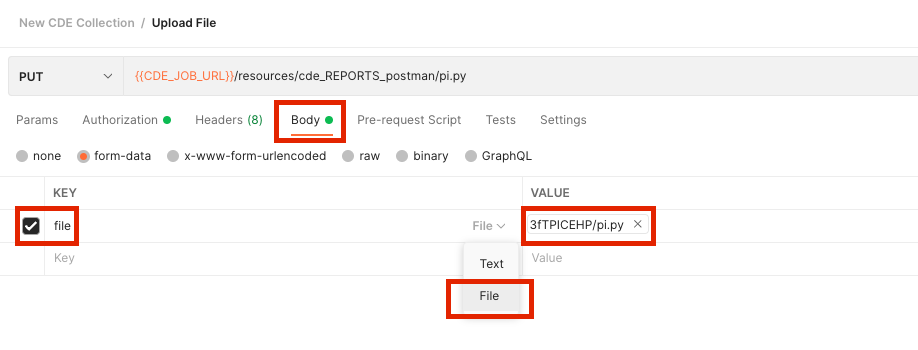 New CDE Collection / Upload File
PUT {{CDE_JOB_URL}}/resources/cde_REPORTS_postman/pi.py
Params Authorization Headers (8) Body Pre-request Script Tests Settings
none form-data x-www-form-urlencoded raw binary GraphQL
KEY VALUE
file File 3fTPICEHP/pi.py ×
Key Value
Text
File